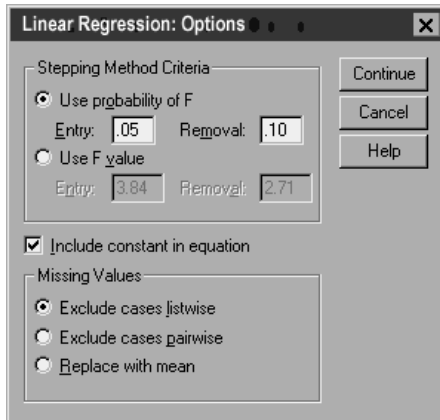 Linear Regression: Options
Stepping Method Criteria
Use probability of F
Entry: .05 Removal: .10
Use F value
Entry: 3.84 Removal: 2.71
Include constant in equation
Missing Values
Exclude cases listwise
Exclude cases pairwise
Replace with mean
Continue
Cancel
Help